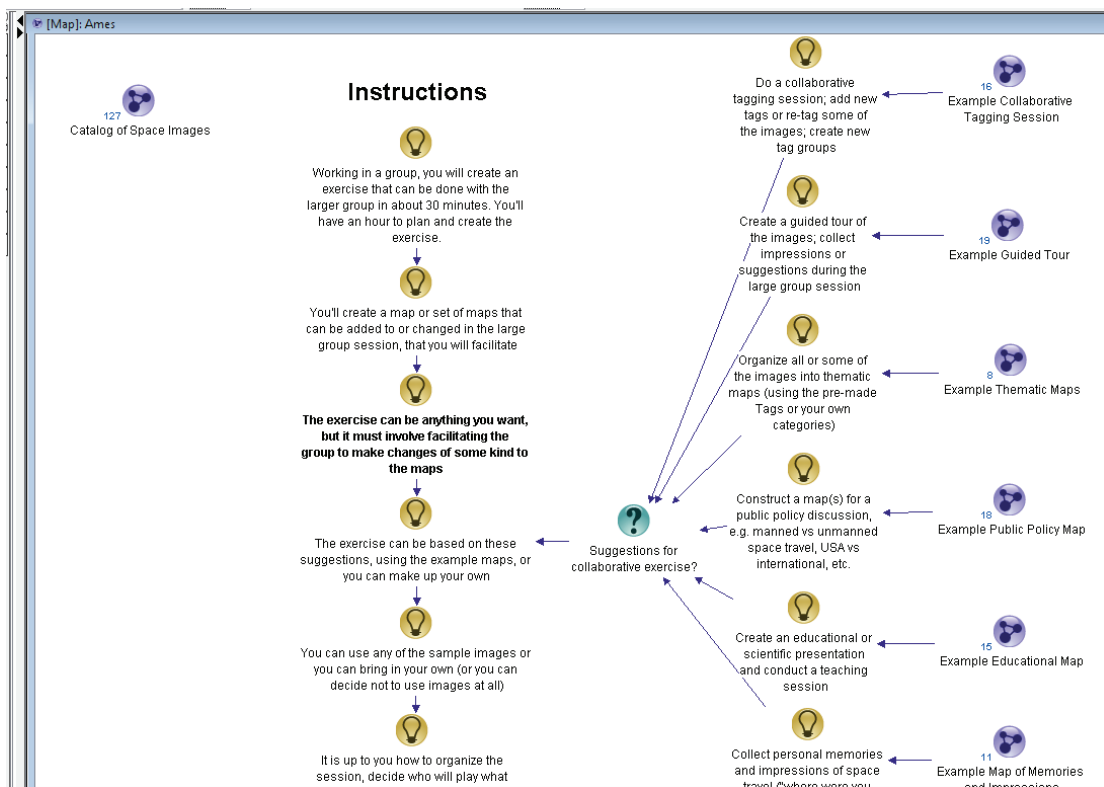 [Map]: Ames
127
Catalog of Space Images
Instructions
Working in a group, you will create an
exercise that can be done with the
larger group in about 30 minutes. You'll
have an hour to plan and create the
exercise.
You'll create a map or set of maps that
can be added to or changed in the large
group session, that you will facilitate
The exercise can be anything you want,
but it must involve facilitating the
group to make changes of some kind to
the maps
The exercise can be based on these
suggestions, using the example maps, or
you can make up your own
You can use any of the sample images or
you can bring in your own (or you can
decide not to use images at all)
It is up to you how to organize the
session, decide who will play what
?
Suggestions for
collaborative exercise?
Do a collaborative
tagging session; add new
tags or re-tag some of
the images; create new
tag groups
Create a guided tour of
the images; collect
impressions or
suggestions during the
large group session
Organize all or some of
the images into thematic
maps (using the pre-made
Tags or your own
categories)
Construct a map(s) for a
public policy discussion,
e.g. manned vs unmanned
space travel, USA vs
international, etc.
Create an educational or
scientific presentation
and conduct a teaching
session
Collect personal memories
and impressions of space
travel ("where were you
16
Example Collaborative
Tagging Session
19
Example Guided Tour
8
Example Thematic Maps
18
Example Public Policy Map
15
Example Educational Map
11
Example Map of Memories
and Impressions